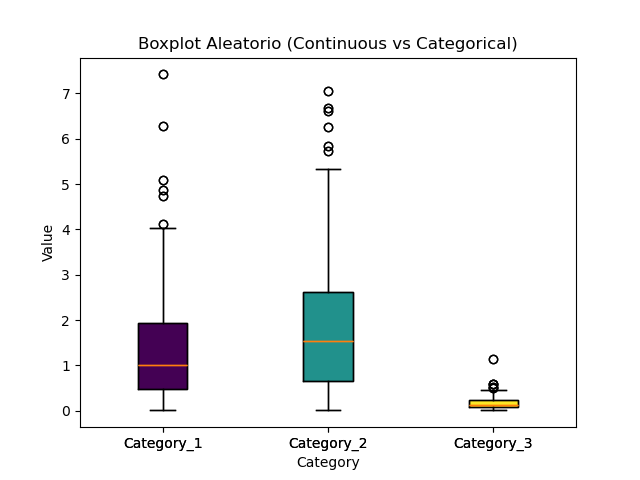 Boxplot Aleatorio (Continuous vs Categorical)
7
6
5
4
3
2
1
0
Value
Category_1 Category_2 Category_3
Category